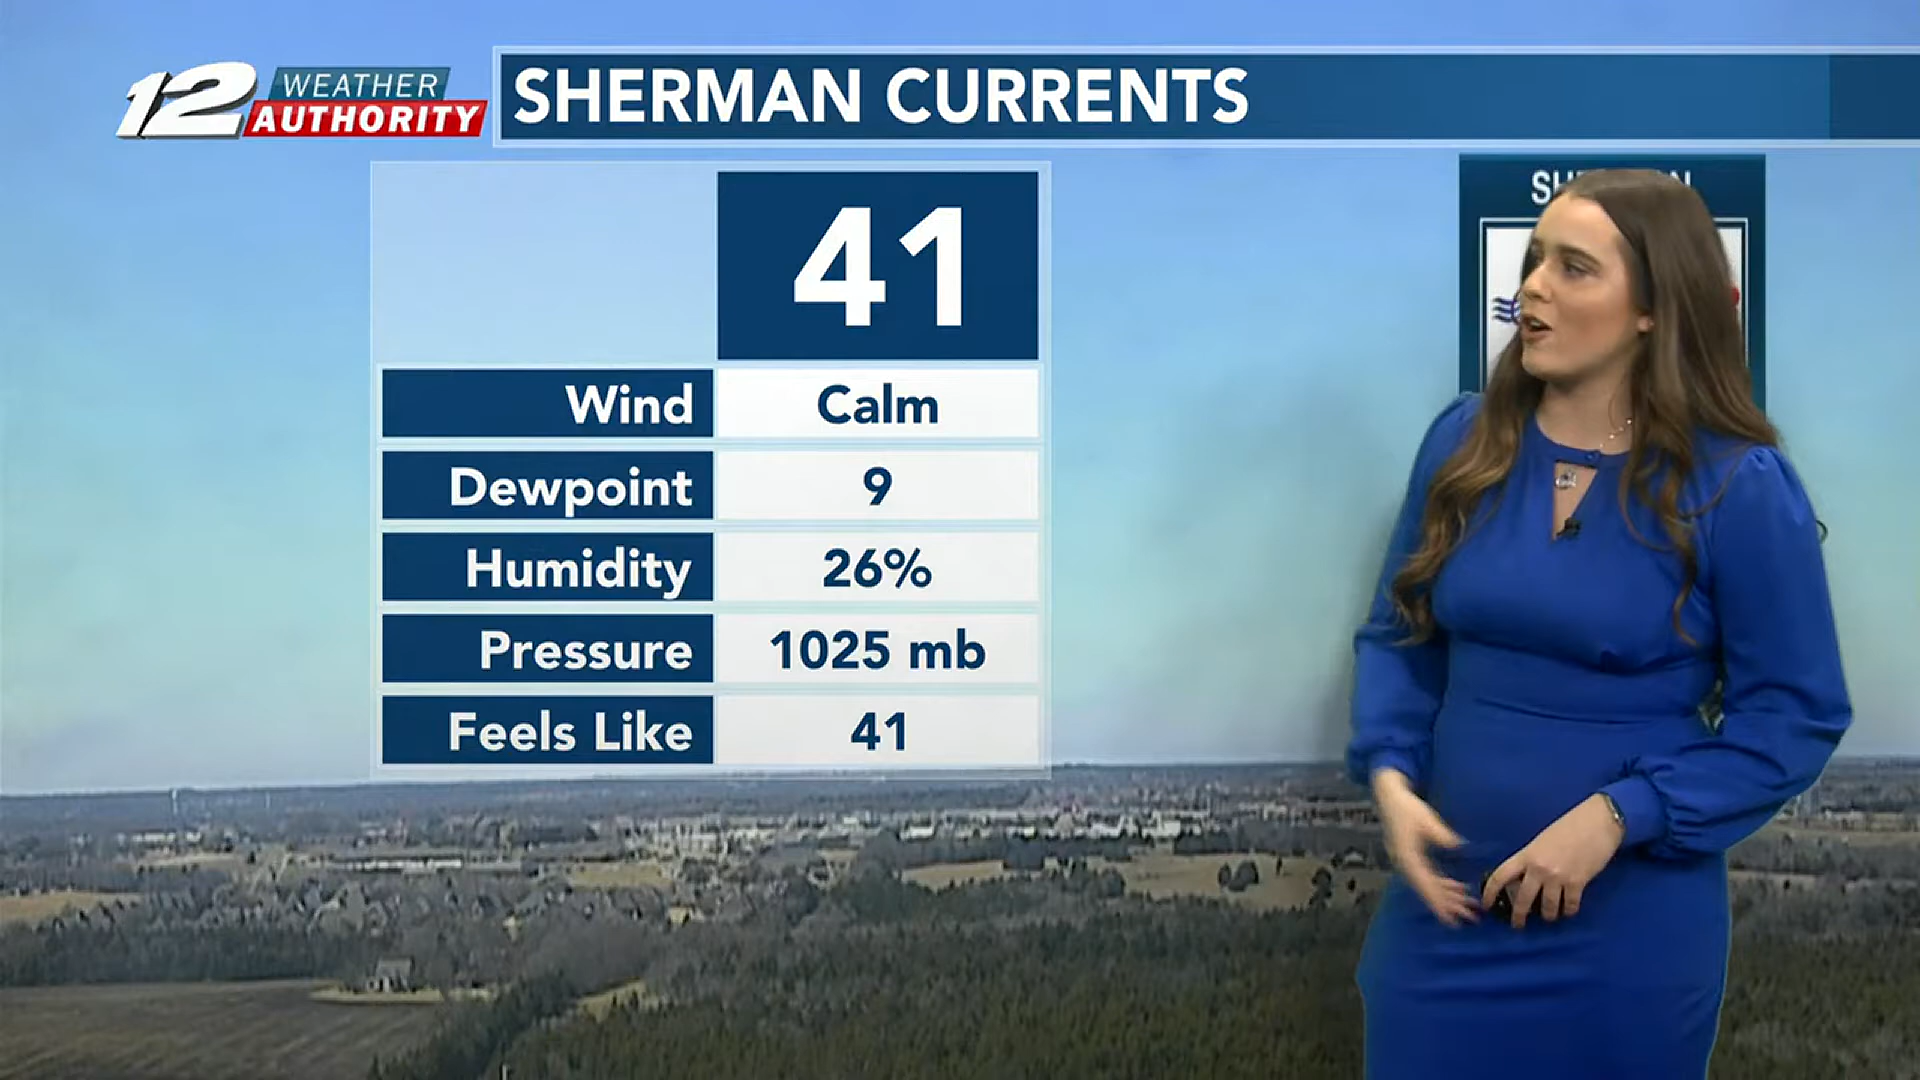 12 WEATHER
AUTHORITY
SHERMAN CURRENTS
41
Wind Calm
Dewpoint 9
Humidity 26%
Pressure 1025 mb
Feels Like 41